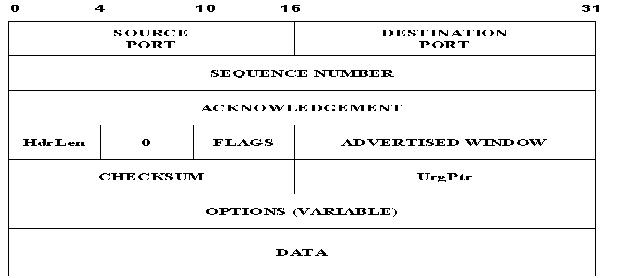 0 4 10 16 31
SOURCE PORT DESTINATION PORT
SEQUENCE NUMBER
ACKNOWLEDGEMENT
HdrLen 0 FLAGS ADVERTISED WINDOW
CHECKSUM UrgPtr
OPTIONS (VARIABLE)
DATA